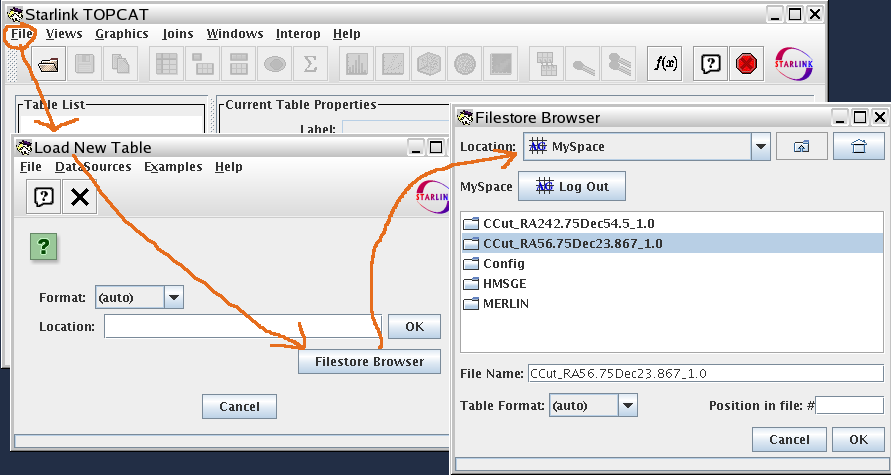 Starlink TOPCAT
File Views Graphics Joins Windows Interop Help
Σ f(x) ? STARLINK
Table List
Current Table Properties
Label:
Load New Table
File DataSources Examples Help
? STARLINK
?
Format: (auto)
Location: OK
Filestore Browser
Cancel
Filestore Browser
Location: AG MySpace
MySpace AG Log Out
CCut_RA242.75Dec54.5_1.0
CCut_RA56.75Dec23.867_1.0
Config
HMSGE
MERLIN
File Name: CCut_RA56.75Dec23.867_1.0
Table Format: (auto) Position in file: #
Cancel OK